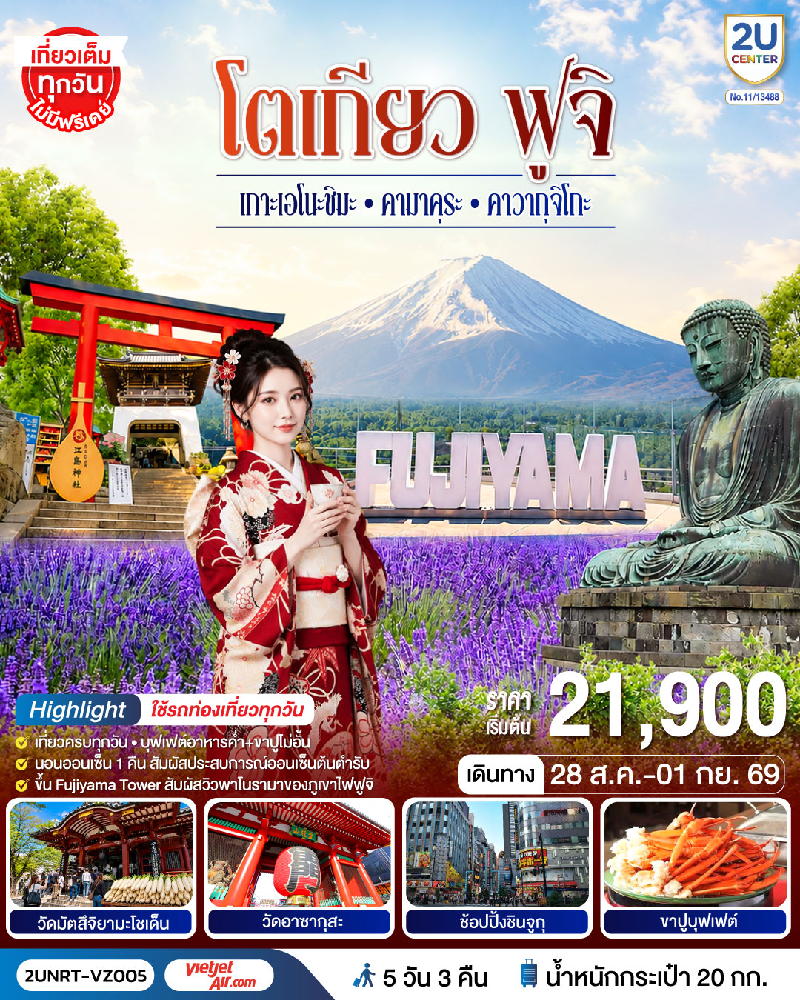 เที่ยวเต็ม
ทุกวัน
ไม่มีฟรีเดย์
2U
CENTER
No.11/13488
โตเกียว ฟูจิ
เกาะเอโนะชิมะ • คามาคุระ • คาวากุจิโกะ
江島神社
FUJIYAMA
Highlight ใช้รถท่องเที่ยวทุกวัน
เที่ยวครบทุกวัน • บุฟเฟต์อาหารค่ำ+ขาปูไม่อั้น
นอนออนเซ็น 1 คืน สัมผัสประสบการณ์ออนเซ็นต้นตำรับ
ขึ้น Fujiyama Tower สัมผัสวิวพาโนรามาของภูเขาไฟฟูจิ
ราคา
เริ่มต้น
21,900
เดินทาง 28 ส.ค.-01 กย. 69
วัดมัตสึจิยามะโชเด็น
วัดอาซากุสะ
ช้อปปิ้งชินจูกุ
ขาปูบุฟเฟต์
2UNRT-VZ005
vietjet
Air.com
5 วัน 3 คืน
น้ำหนักกระเป๋า 20 กก.